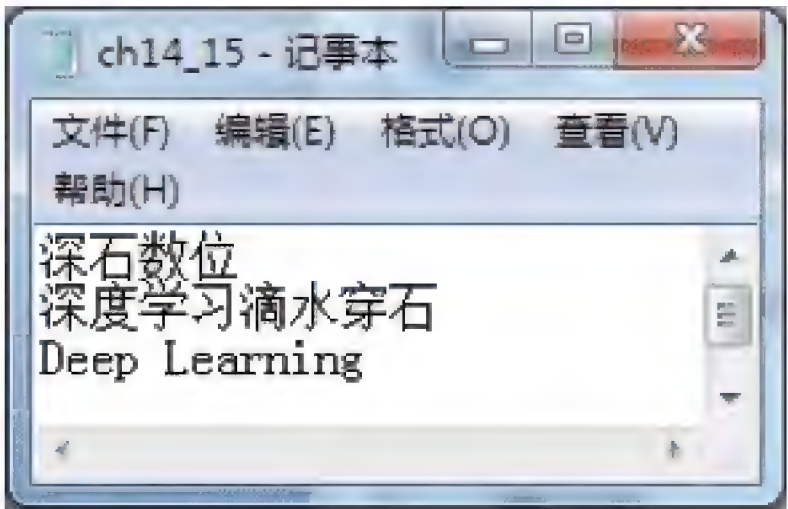 ch14_15 - 记事本
文件(F) 编辑(E) 格式(O) 查看(V)
帮助(H)
深石数位
深度学习滴水穿石
Deep Learning